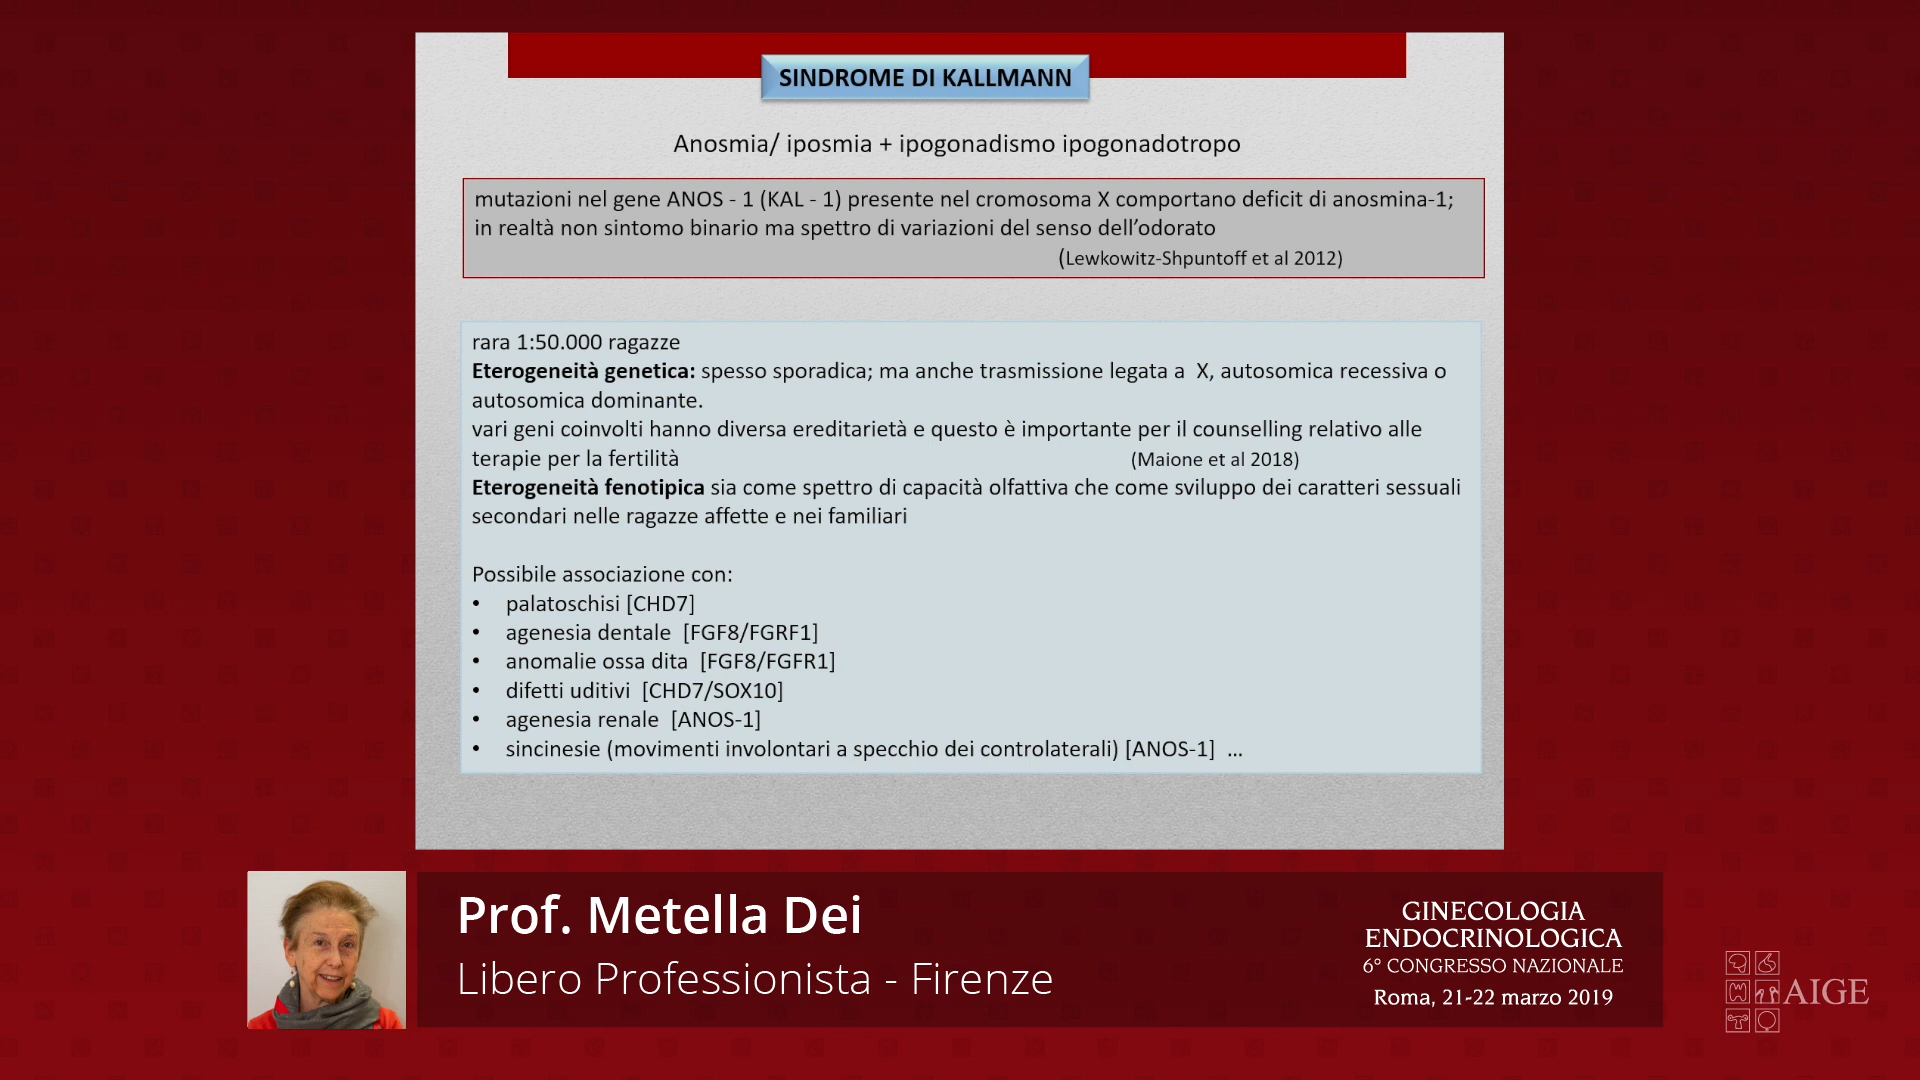 SINDROME DI KALLMANN
Anosmia/ iposmia + ipogonadismo ipogonadotropo
mutazioni nel gene ANOS - 1 (KAL - 1) presente nel cromosoma X comportano deficit di anosmina-1;
in realtà non sintomo binario ma spettro di variazioni del senso dell’odorato
(Lewkowitz-Shpuntoff et al 2012)
rara 1:50.000 ragazze
Eterogeneità genetica: spesso sporadica; ma anche trasmissione legata a X, autosomica recessiva o
autosomica dominante.
vari geni coinvolti hanno diversa ereditarietà e questo è importante per il counselling relativo alle
terapie per la fertilità (Maione et al 2018)
Eterogeneità fenotipica sia come spettro di capacità olfattiva che come sviluppo dei caratteri sessuali
secondari nelle ragazze affette e nei familiari
Possibile associazione con:
• palatoschisi [CHD7]
• agenesia dentale [FGF8/FGRF1]
• anomalie ossa dita [FGF8/FGFR1]
• difetti uditivi [CHD7/SOX10]
• agenesia renale [ANOS-1]
• sincinesie (movimenti involontari a specchio dei controlaterali) [ANOS-1] ...
Prof. Metella Dei
Libero Professionista - Firenze
GINECOLOGIA
ENDOCRINOLOGICA
6° CONGRESSO NAZIONALE
Roma, 21-22 marzo 2019
AIGE